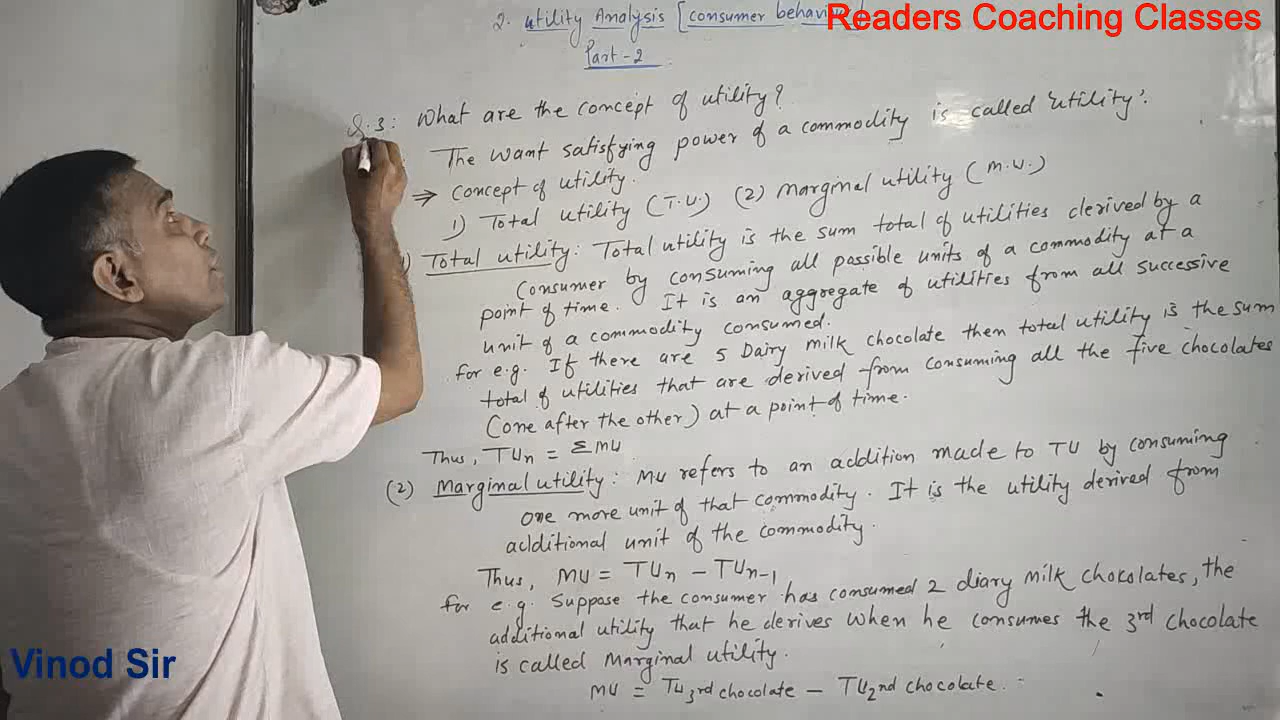 2. Utility Analysis [consumer behaviour]
Readers Coaching Classes
Part-2
Q.3: What are the concept of utility?
The want satisfying power of a commodity is called 'utility'.
⇒ concept of utility.
1) Total utility (T.U.) (2) Marginal utility (M.U.)
1) Total utility: Total utility is the sum total of utilities derived by a
Consumer by consuming all possible units of a commodity at a
point of time. It is an aggregate of utilities from all successive
unit of a commodity consumed.
for e.g. If there are 5 Dairy milk chocolate then total utility is the sum
total of utilities that are derived from consuming all the five chocolates
(one after the other) at a point of time.
Thus, TUn = ΣMU
(2) Marginal utility: MU refers to an addition made to TU by consuming
one more unit of that commodity. It is the utility derived from
additional unit of the commodity.
Thus, MU = TUn - TUn-1
for e.g. Suppose the consumer has consumed 2 diary milk chokolates, the
additional utility that he derives when he consumes the 3rd chocolate
is called Marginal utility.
MU = TU3rd chocolate - TU2nd chocolate.
Vinod Sir